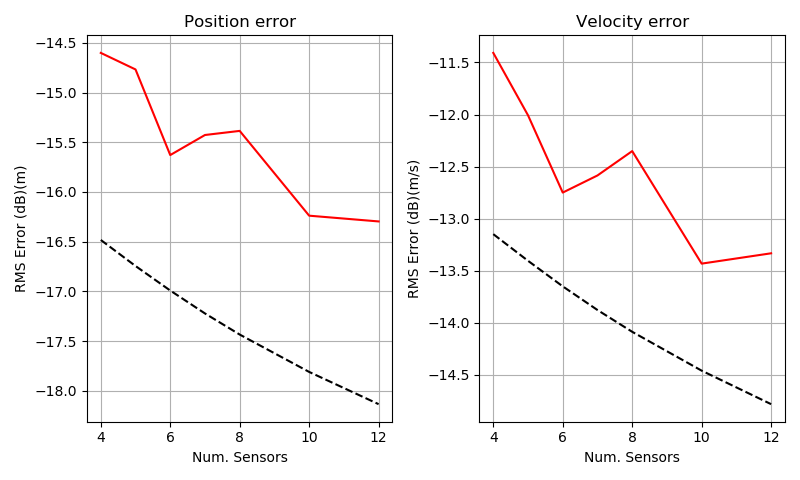 Position error
RMS Error (dB)(m)
−14.5
−15.0
−15.5
−16.0
−16.5
−17.0
−17.5
−18.0
4 6 8 10 12
Num. Sensors
Velocity error
RMS Error (dB)(m/s)
−11.5
−12.0
−12.5
−13.0
−13.5
−14.0
−14.5
4 6 8 10 12
Num. Sensors